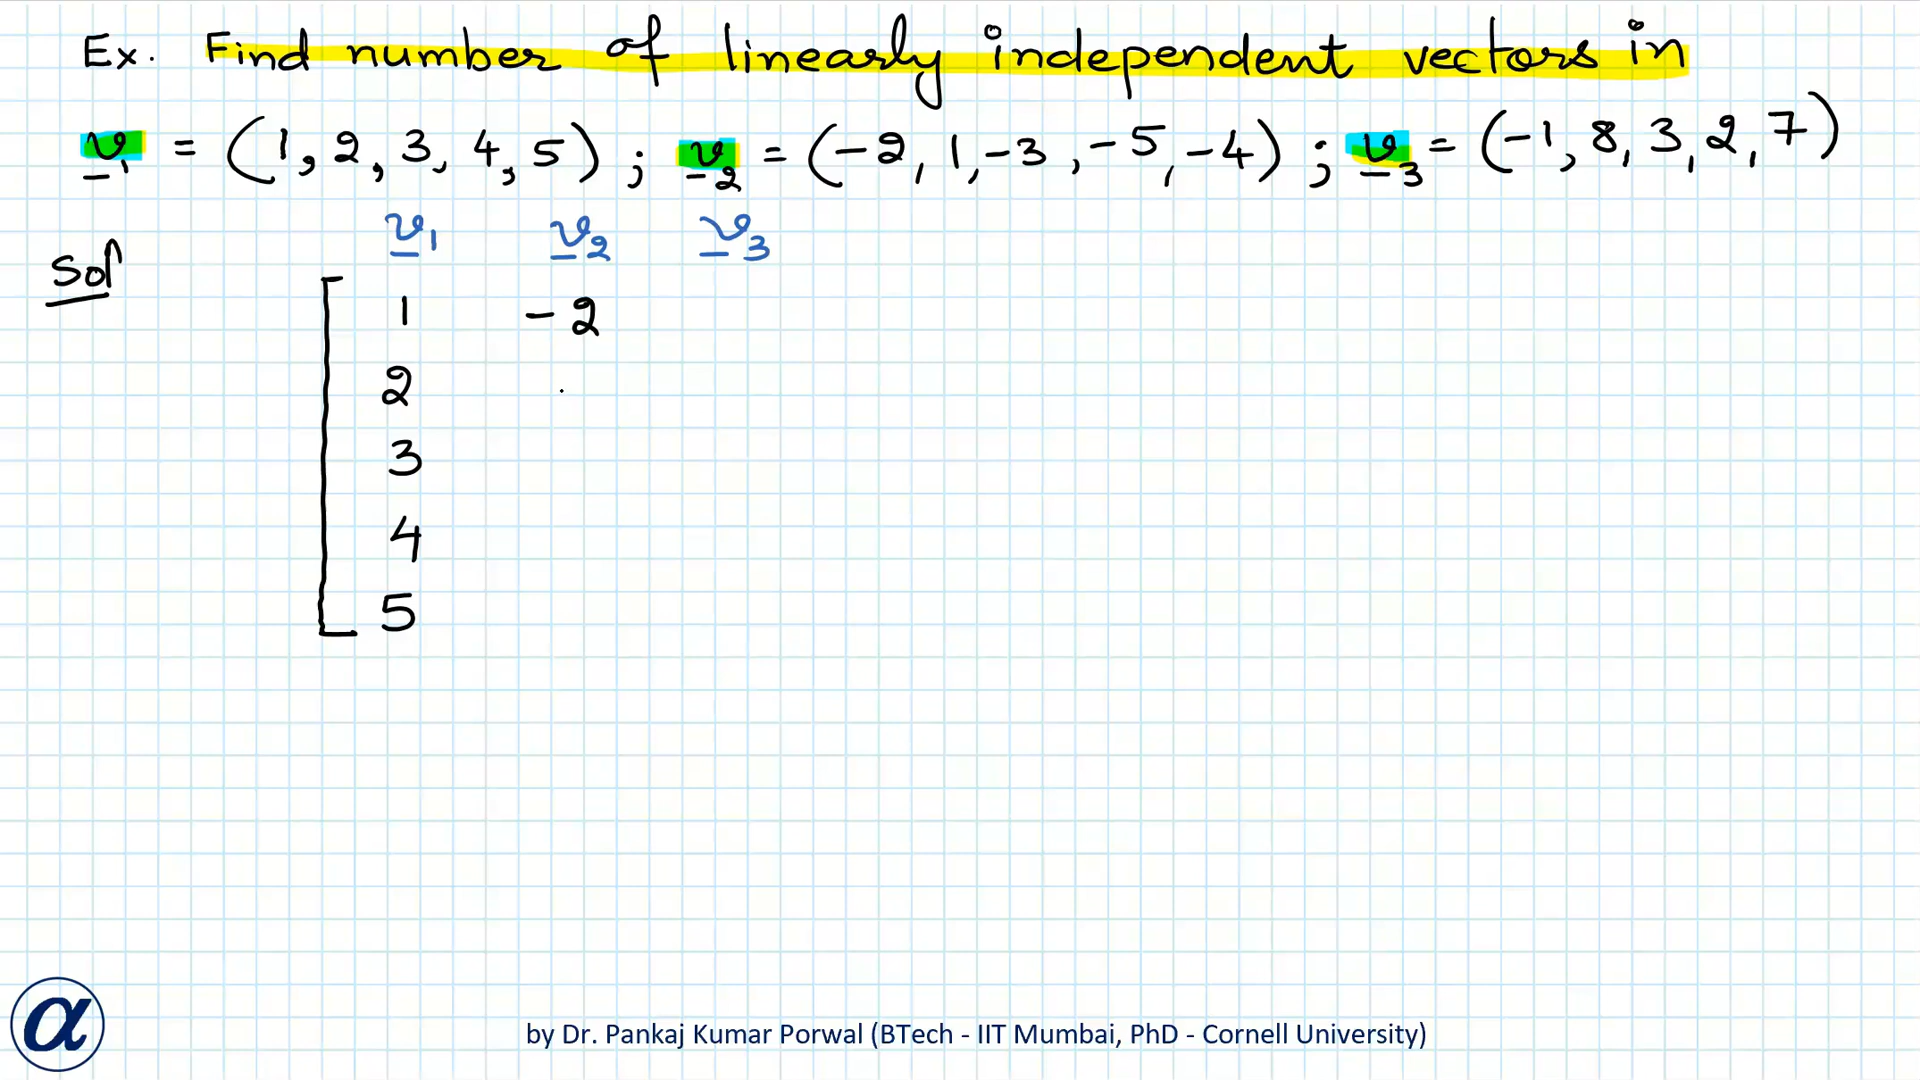 Ex. Find number of linearly independent vectors in
v1 = (1, 2, 3, 4, 5) ; v2 = (-2, 1, -3, -5, -4) ; v3 = (-1, 8, 3, 2, 7)
v1 v2 v3
Sol
1 -2
2
3
4
5
α
by Dr. Pankaj Kumar Porwal (BTech - IIT Mumbai, PhD - Cornell University)